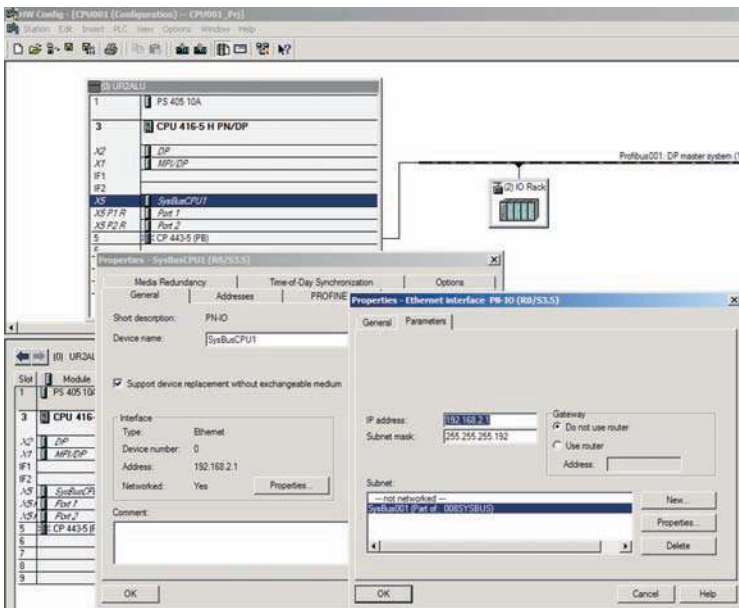 HW Config - [CPU001 (Configuration) -- CPU001_Prj]
Station Edit Insert PLC View Options Window Help
(0) UR2ALU
1 PS 405 10A
3 CPU 416-5 H PN/DP
X2 DP
X1 MPI/DP
IF1
IF2
X5 SysBusCPU1
X5 P1 R Port 1
X5 P2 R Port 2
5 CP 443-5 (PB)
Profibus001: DP master system (1
(2) IO Rack
Properties - SysBusCPU1 (R0/S3.5)
Media Redundancy Time-of-Day Synchronization Options
General Addresses PROFINE
Short description: PN-IO
Device name: SysBusCPU1
Support device replacement without exchangeable medium
Interface
Type: Ethernet
Device number: 0
Address: 192.168.2.1
Networked: Yes Properties...
Comment:
OK
Properties - Ethernet interface PN-IO (R0/S3.5)
General Parameters
IP address: 192.168.2.1
Subnet mask: 255.255.255.192
Gateway
Do not use router
Use router
Address:
Subnet:
--- not networked ---
SysBus001 (Part of: 008SYSBUS)
New...
Properties...
Delete
OK Cancel Help
(0) UR2AL
Slot Module
1 PS 405 10A
3 CPU 416-
X2 DP
X1 MPI/DP
IF1
IF2
X5 SysBusCP
X5 Port 1
X5 Port 2
5 CP 443-5 (P
6
7
8
9